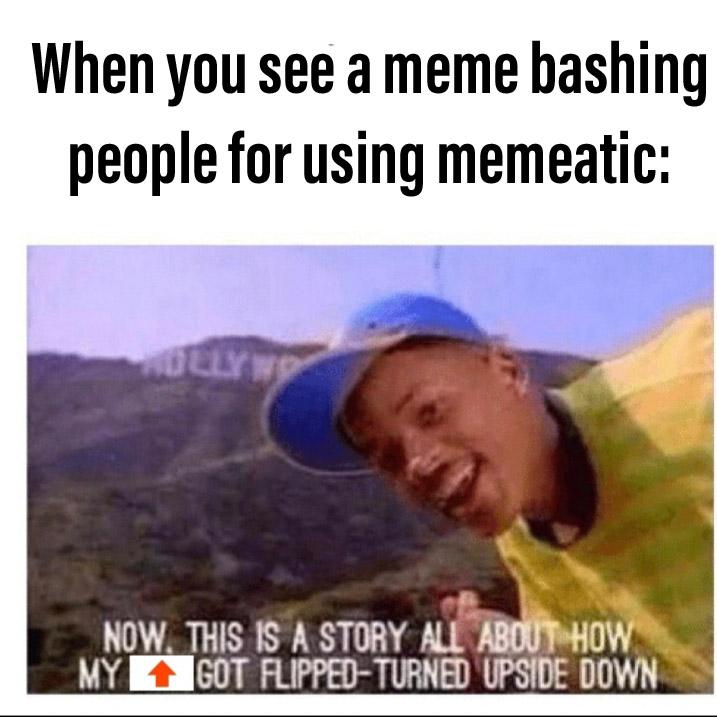 When you see a meme bashing
people for using memeatic:
HOLLYWO
NOW, THIS IS A STORY ALL ABOUT HOW
MY GOT FLIPPED-TURNED UPSIDE DOWN